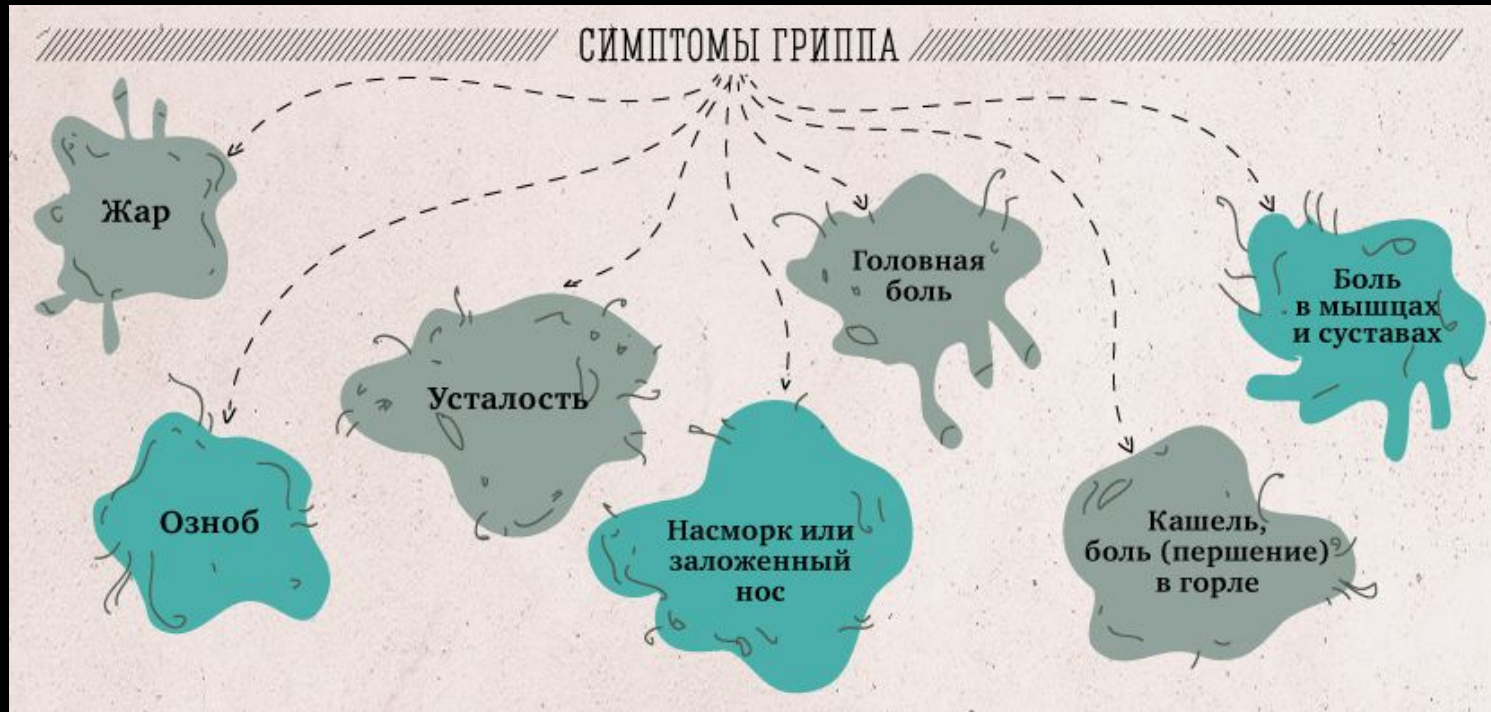 СИМПТОМЫ ГРИППА
Жар
Озноб
Усталость
Насморк или
заложенный
нос
Головная
боль
Кашель,
боль (першение)
в горле
Боль
в мышцах
и суставах